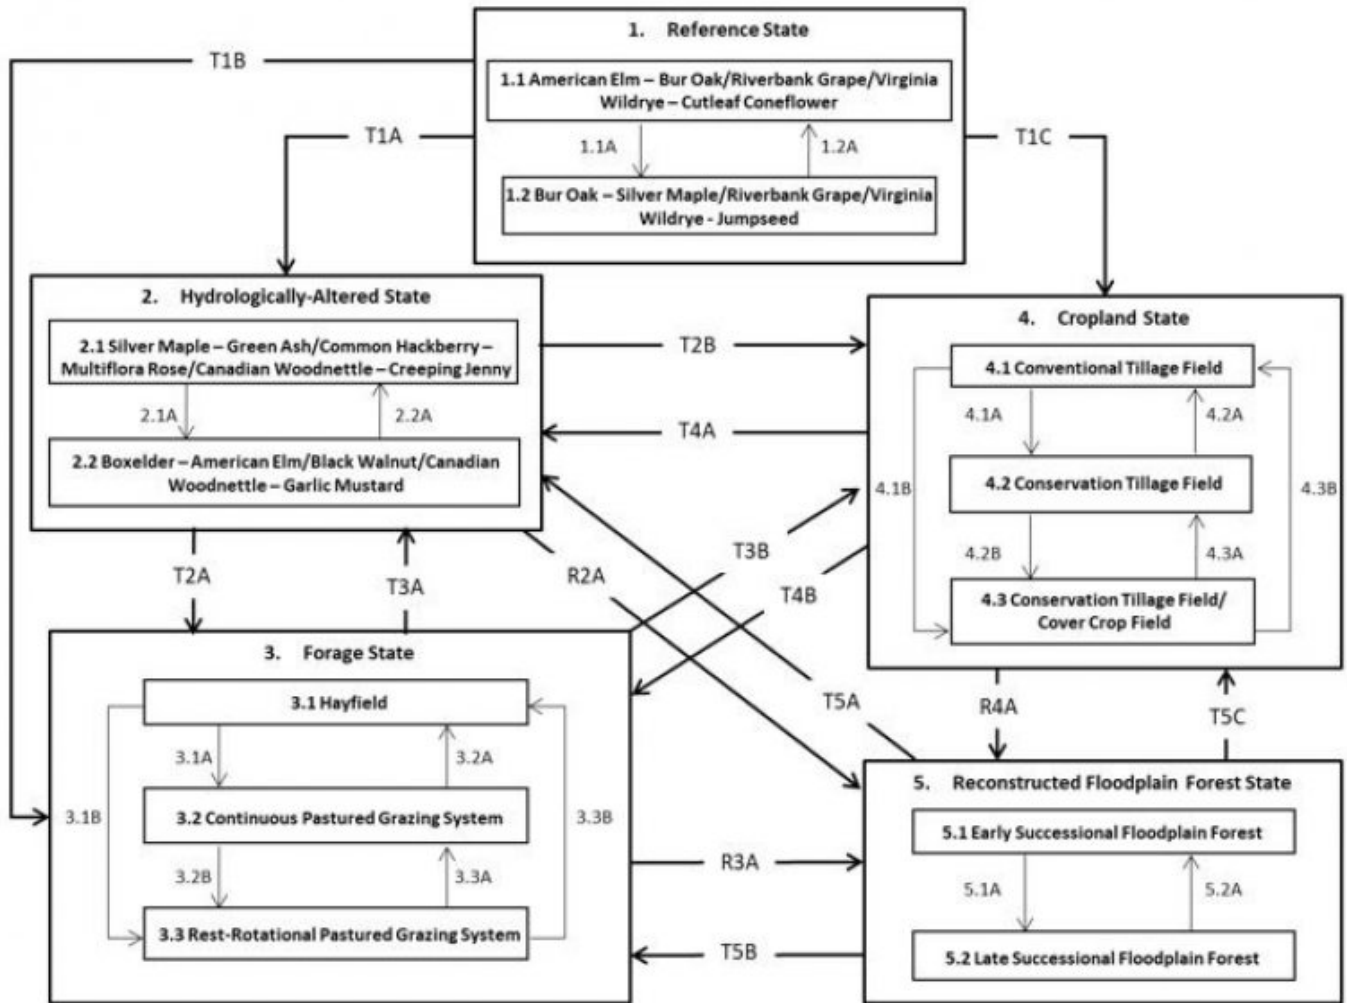 1. Reference State
T1B
1.1 American Elm – Bur Oak/Riverbank Grape/Virginia
Wildrye – Cutleaf Coneflower
T1A
1.1A
1.2A
T1C
1.2 Bur Oak – Silver Maple/Riverbank Grape/Virginia
Wildrye - Jumpseed
2. Hydrologically-Altered State
2.1 Silver Maple – Green Ash/Common Hackberry –
Multiflora Rose/Canadian Woodnettle – Creeping Jenny
2.1A
2.2A
2.2 Boxelder – American Elm/Black Walnut/Canadian
Woodnettle – Garlic Mustard
T2B
T4A
4. Cropland State
4.1 Conventional Tillage Field
4.1A
4.2A
4.1B
4.2 Conservation Tillage Field
4.3B
4.2B
4.3A
4.3 Conservation Tillage Field/
Cover Crop Field
T2A
T3A
R2A
T3B
T4B
T5A
R4A
T5C
3. Forage State
3.1 Hayfield
3.1A
3.2A
3.1B
3.2 Continuous Pastured Grazing System
3.3B
3.2B
3.3A
3.3 Rest-Rotational Pastured Grazing System
R3A
T5B
5. Reconstructed Floodplain Forest State
5.1 Early Successional Floodplain Forest
5.1A
5.2A
5.2 Late Successional Floodplain Forest